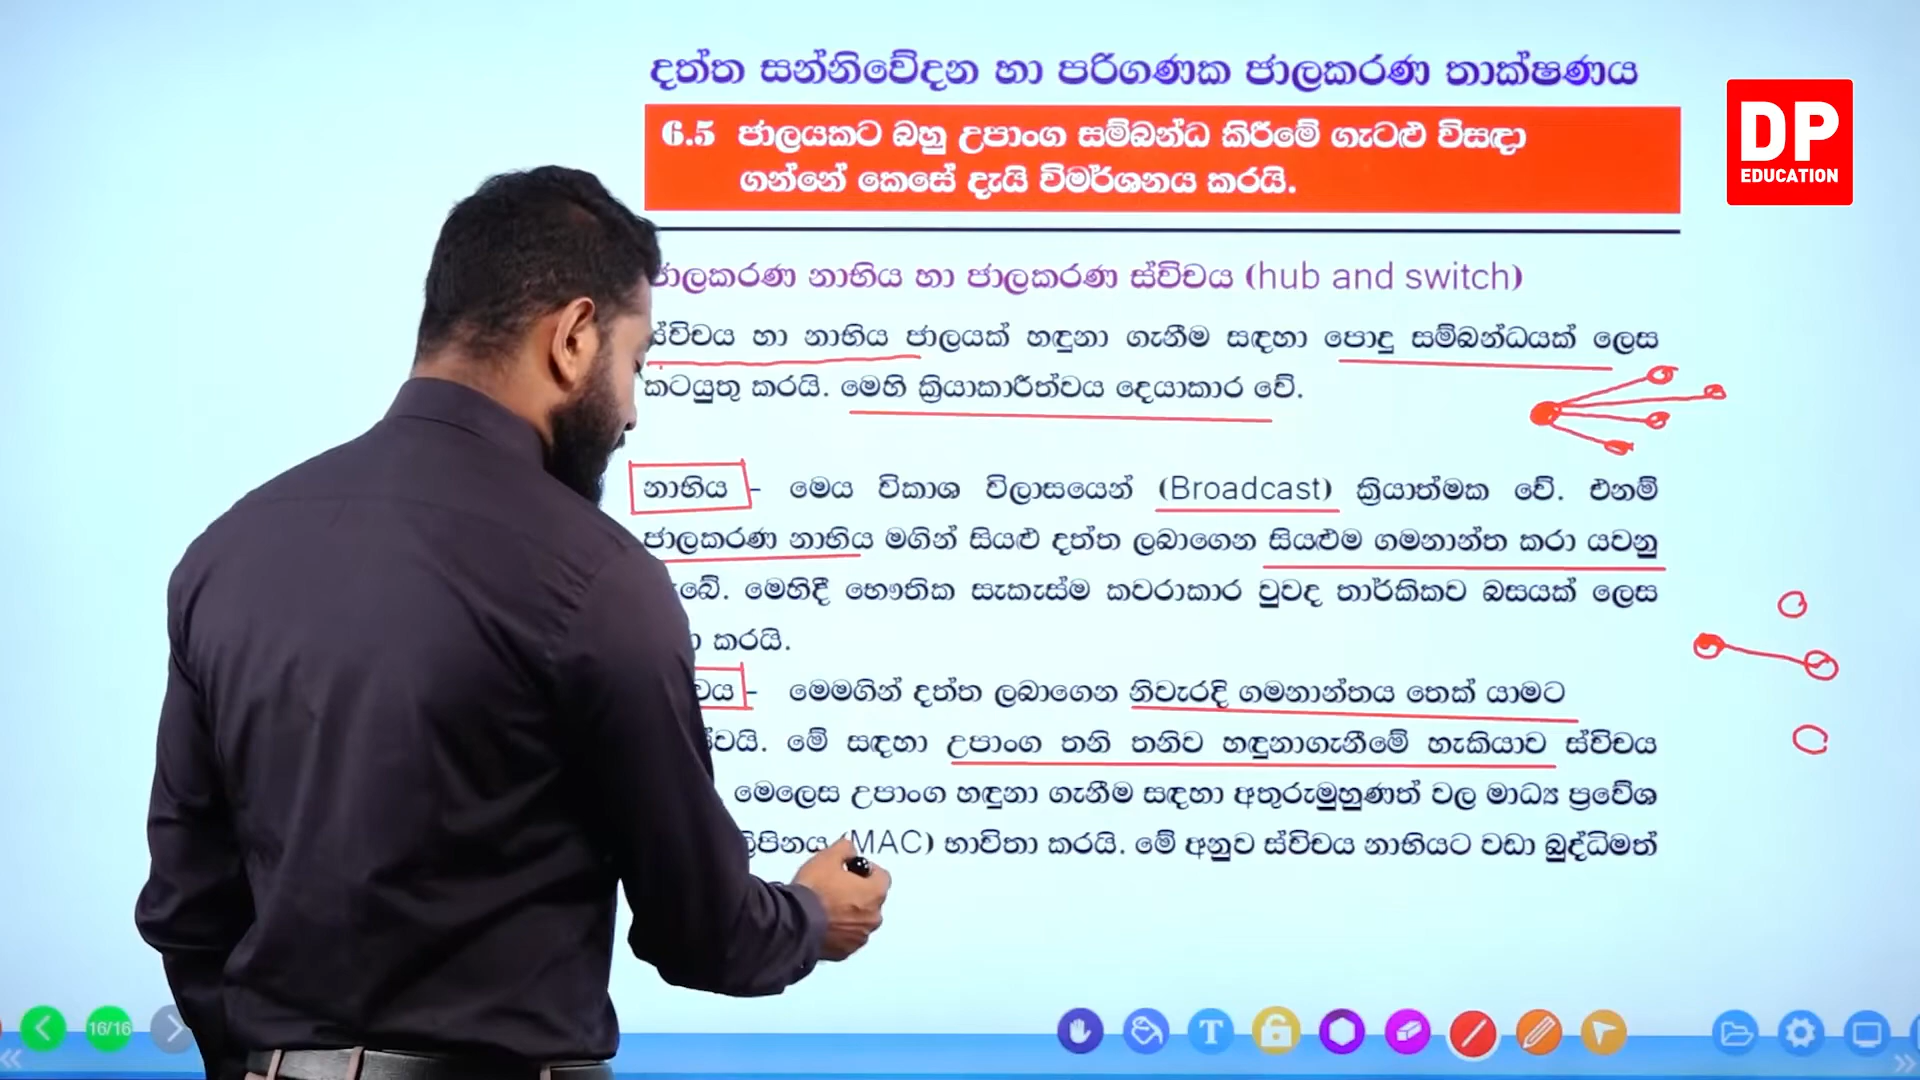 දත්ත සන්නිවේදන හා පරිගණක ජාලකරණ තාක්ෂණය
6.5 ජාලයකට බහු උපාංග සම්බන්ධ කිරීමේ ගැටළු විසඳා
ගන්නේ කෙසේ දැයි විමර්ශනය කරයි.
DP
EDUCATION
ජාලකරණ නාභිය හා ජාලකරණ ස්විචය (hub and switch)
ස්විචය හා නාභිය ජාලයක් හඳුනා ගැනීම සඳහා පොදු සම්බන්ධයක් ලෙස
කටයුතු කරයි. මෙහි ක්‍රියාකාරීත්වය දෙයාකාර වේ.
නාභිය - මෙය විකාශ විලාසයෙන් (Broadcast) ක්‍රියාත්මක වේ. එනම්
ජාලකරණ නාභිය මගින් සියළු දත්ත ලබාගෙන සියළුම ගමනාන්ත කරා යවනු
මෙහිදී භෞතික සැකැස්ම කවරාකාර වුවද තාර්කිකව බසයක් ලෙස
කරයි.
- මෙමගින් දත්ත ලබාගෙන නිවැරදි ගමනාන්තය තෙක් යාමට
මේ සඳහා උපාංග තනි තනිව හඳුනාගැනීමේ හැකියාව ස්විචය
මෙලෙස උපාංග හඳුනා ගැනීම සඳහා අතුරුමුහුණත් වල මාධ්‍ය ප්‍රවේශ
(MAC) භාවිතා කරයි. මේ අනුව ස්විචය නාභියට වඩා බුද්ධිමත්
16/16